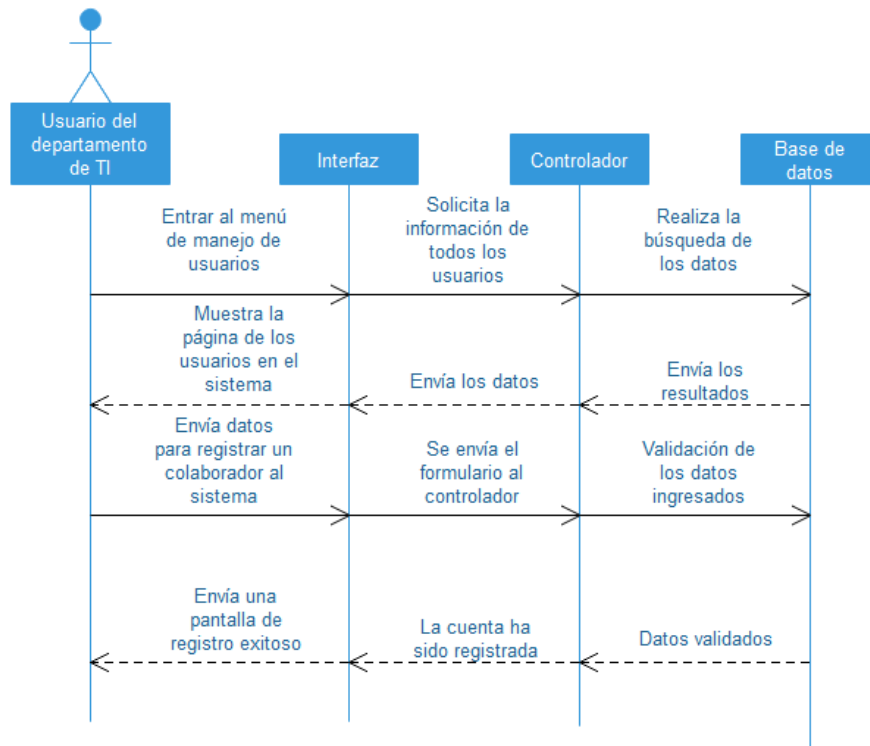 Usuario del
departamento
de TI
Interfaz
Controlador
Base de
datos
Entrar al menú
de manejo de
usuarios
Solicita la
información de
todos los
usuarios
Realiza la
búsqueda de
los datos
Muestra la
página de los
usuarios en el
sistema
Envía los datos
Envía los
resultados
Envía datos
para registrar un
colaborador al
sistema
Se envía el
formulario al
controlador
Validación de
los datos
ingresados
Envía una
pantalla de
registro exitoso
La cuenta ha
sido registrada
Datos validados